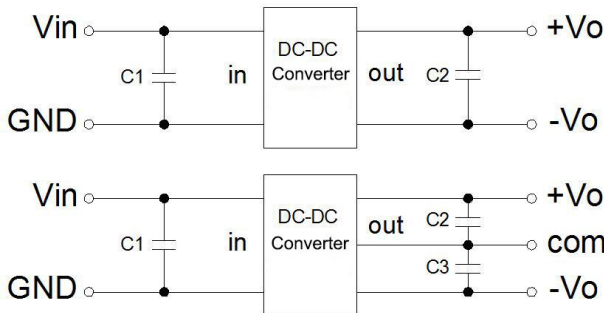 Vin
+Vo
DC-DC
Converter
C1
in
out
C2
GND
-Vo
Vin
+Vo
DC-DC
Converter
out
C2
C1
in
com
C3
GND
-Vo